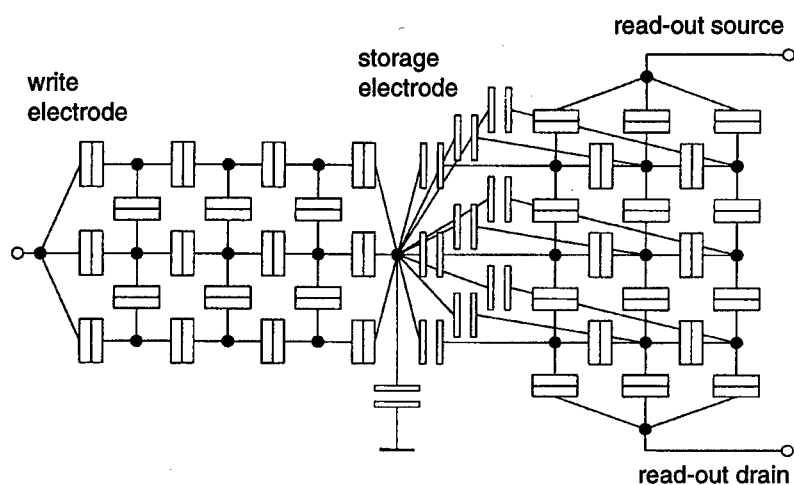 read-out source
storage
electrode
write
electrode
read-out drain